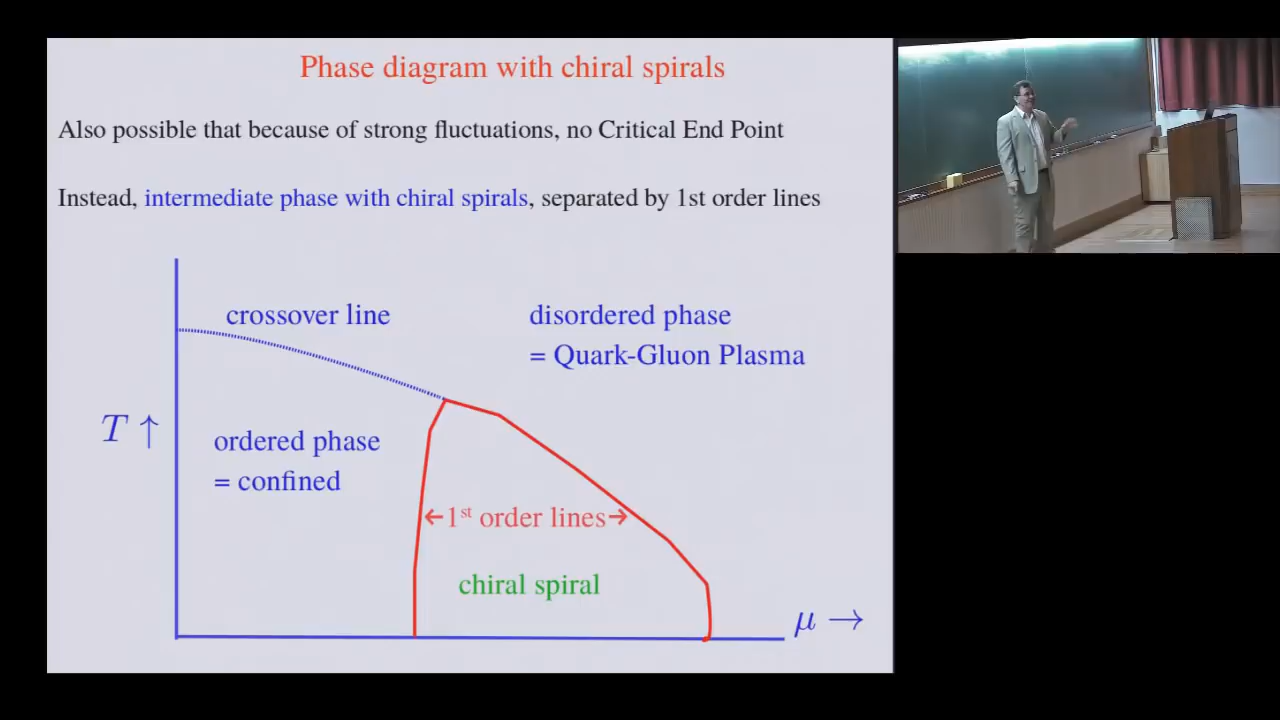 Phase diagram with chiral spirals
Also possible that because of strong fluctuations, no Critical End Point
Instead, intermediate phase with chiral spirals, separated by 1st order lines
crossover line
disordered phase
= Quark-Gluon Plasma
T ↑
ordered phase
= confined
←1st order lines→
chiral spiral
μ →